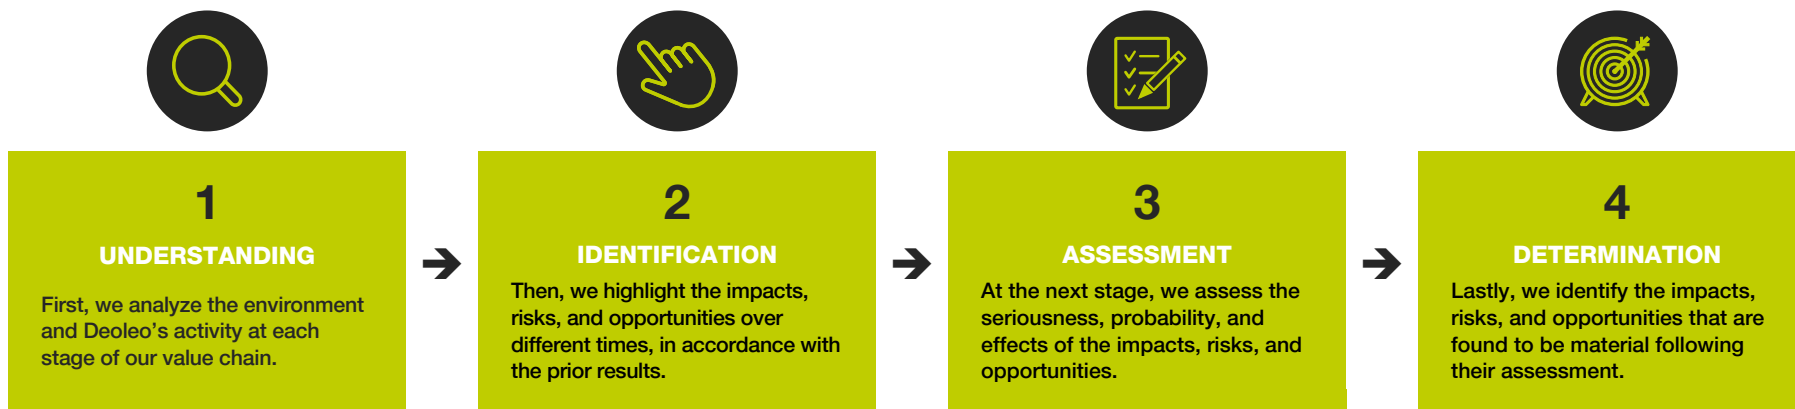 1
UNDERSTANDING
First, we analyze the environment
and Deoleo’s activity at each
stage of our value chain.
2
IDENTIFICATION
Then, we highlight the impacts,
risks, and opportunities over
different times, in accordance with
the prior results.
3
ASSESSMENT
At the next stage, we assess the
seriousness, probability, and
effects of the impacts, risks, and
opportunities.
4
DETERMINATION
Lastly, we identify the impacts,
risks, and opportunities that are
found to be material following
their assessment.